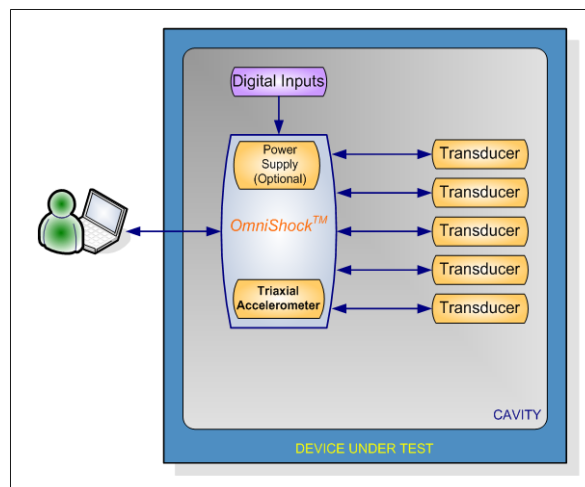 Digital Inputs
Power
Supply
(Optional)
OmniShock™
Triaxial
Accelerometer
Transducer
Transducer
Transducer
Transducer
Transducer
CAVITY
DEVICE UNDER TEST